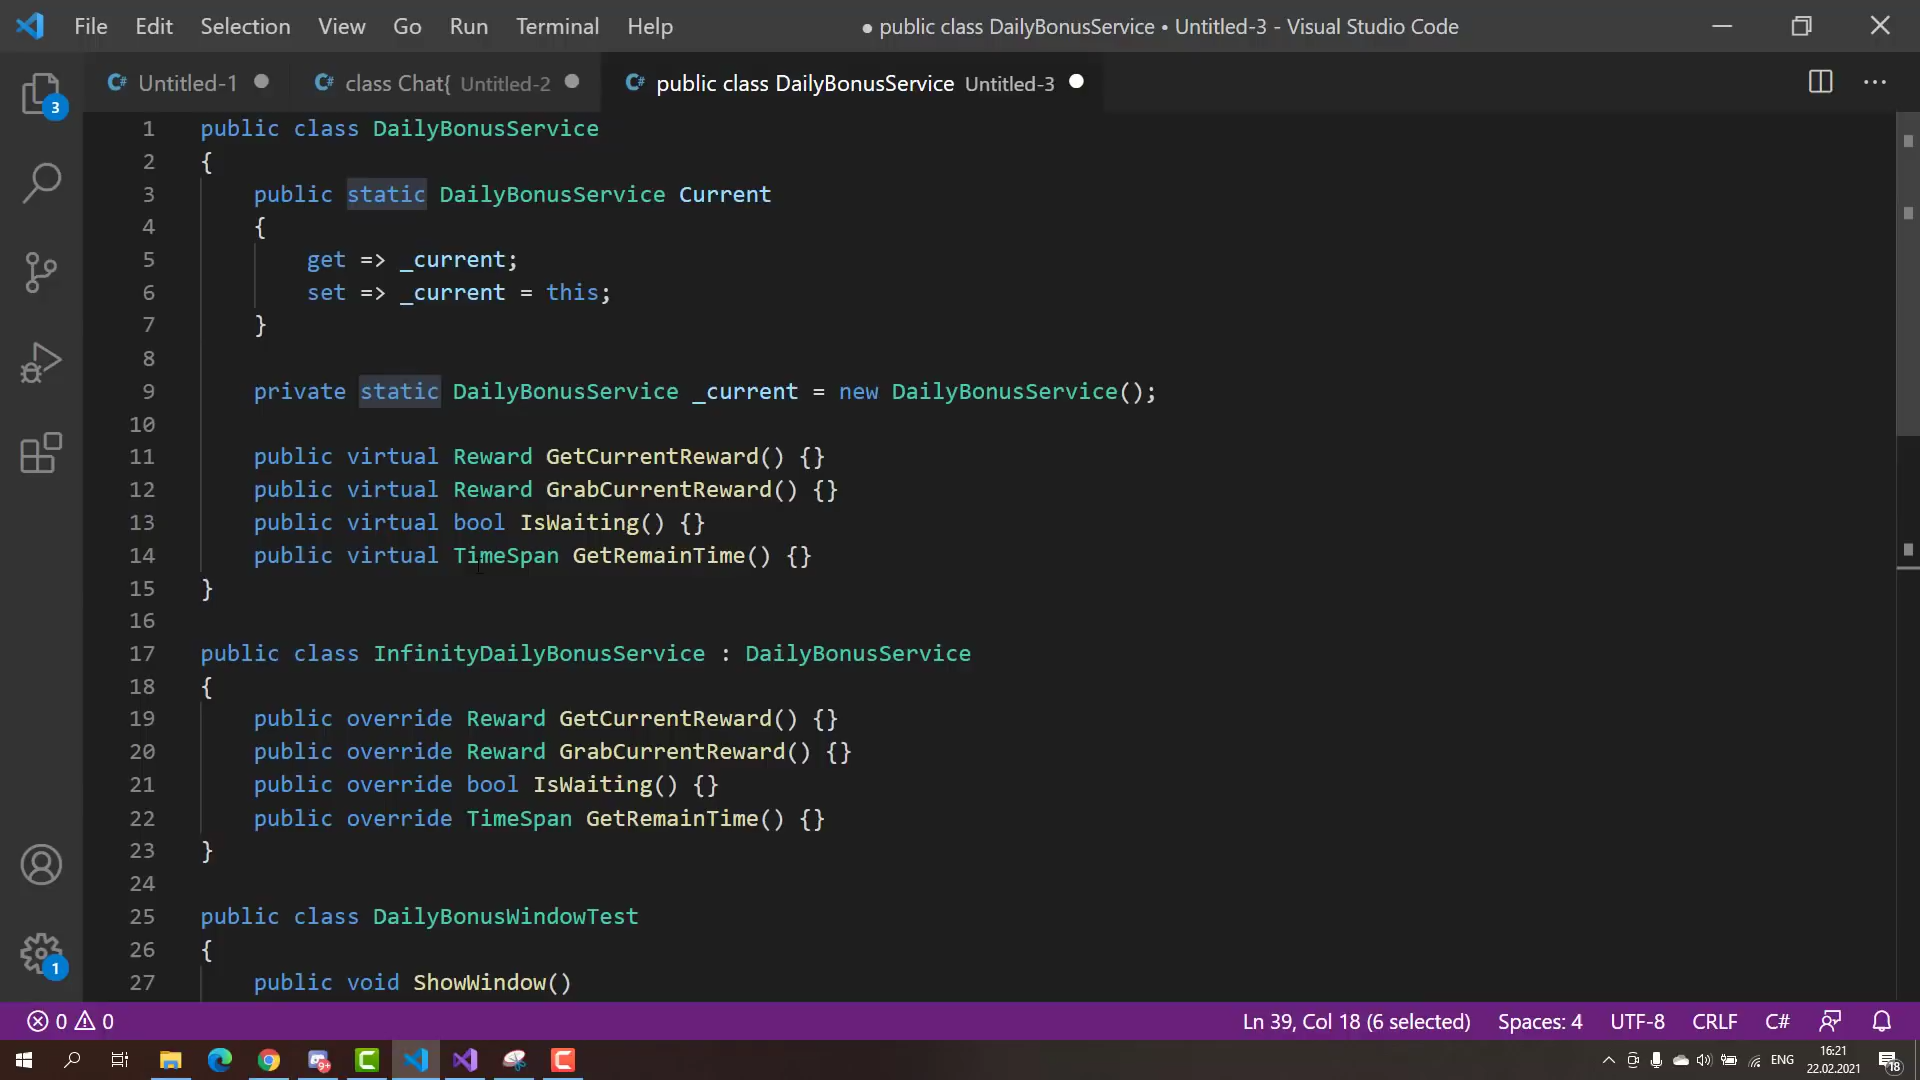 File Edit Selection View Go Run Terminal Help ● public class DailyBonusService • Untitled-3 - Visual Studio Code
C# Untitled-1 C# class Chat{ Untitled-2 C# public class DailyBonusService Untitled-3
1 public class DailyBonusService
2 {
3 public static DailyBonusService Current
4 {
5 get => _current;
6 set => _current = this;
7 }
8
9 private static DailyBonusService _current = new DailyBonusService();
10
11 public virtual Reward GetCurrentReward() {}
12 public virtual Reward GrabCurrentReward() {}
13 public virtual bool IsWaiting() {}
14 public virtual TimeSpan GetRemainTime() {}
15 }
16
17 public class InfinityDailyBonusService : DailyBonusService
18 {
19 public override Reward GetCurrentReward() {}
20 public override Reward GrabCurrentReward() {}
21 public override bool IsWaiting() {}
22 public override TimeSpan GetRemainTime() {}
23 }
24
25 public class DailyBonusWindowTest
26 {
27 public void ShowWindow()
3
1
0 0 Ln 39, Col 18 (6 selected) Spaces: 4 UTF-8 CRLF C#
9+ ENG 16:21 18
22.02.2021